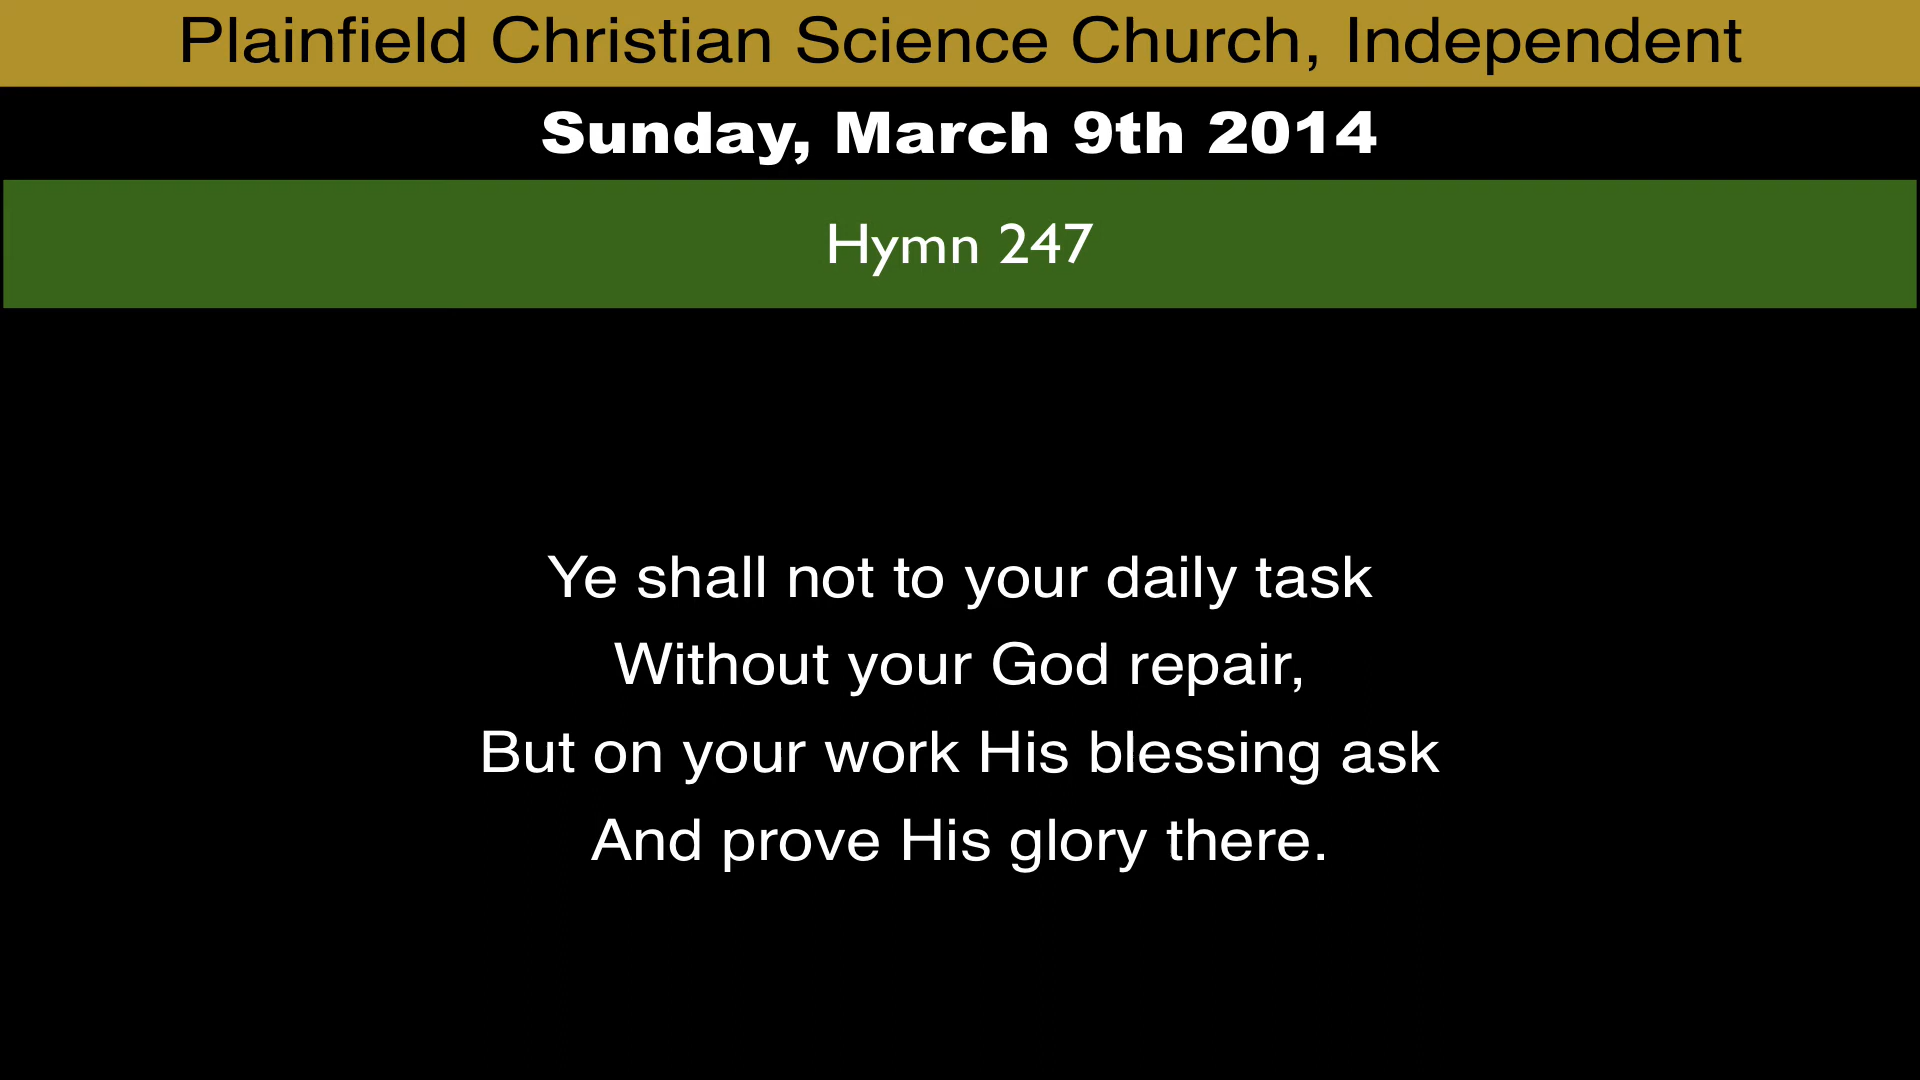 Plainfield Christian Science Church, Independent
Sunday, March 9th 2014
Hymn 247
Ye shall not to your daily task
Without your God repair,
But on your work His blessing ask
And prove His glory there.